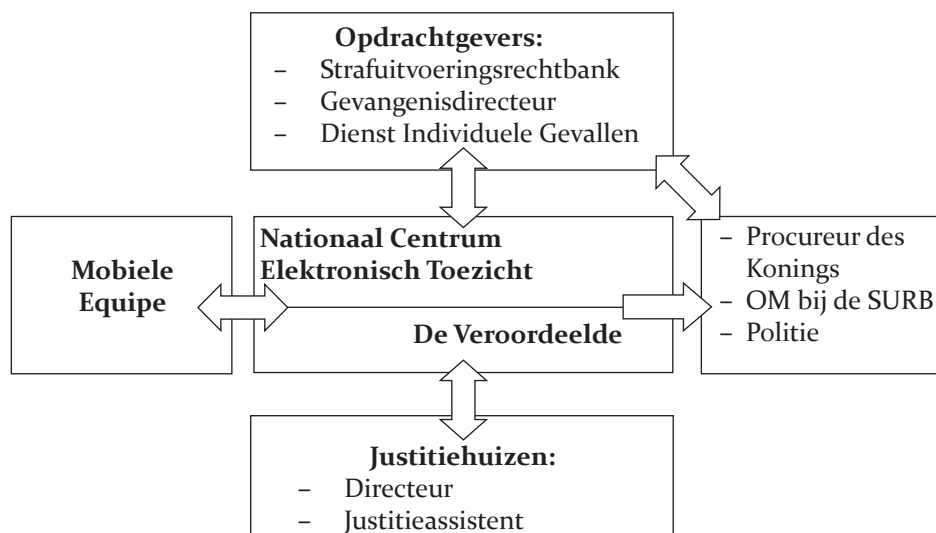 Opdrachtgevers:
– Strafuitvoeringsrechtbank
– Gevangenisdirecteur
– Dienst Individuele Gevallen
Mobiele
Equipe
Nationaal Centrum
Elektronisch Toezicht
De Veroordeelde
– Procureur des
Konings
– OM bij de SURB
– Politie
Justitiehuizen:
– Directeur
– Justitieassistent